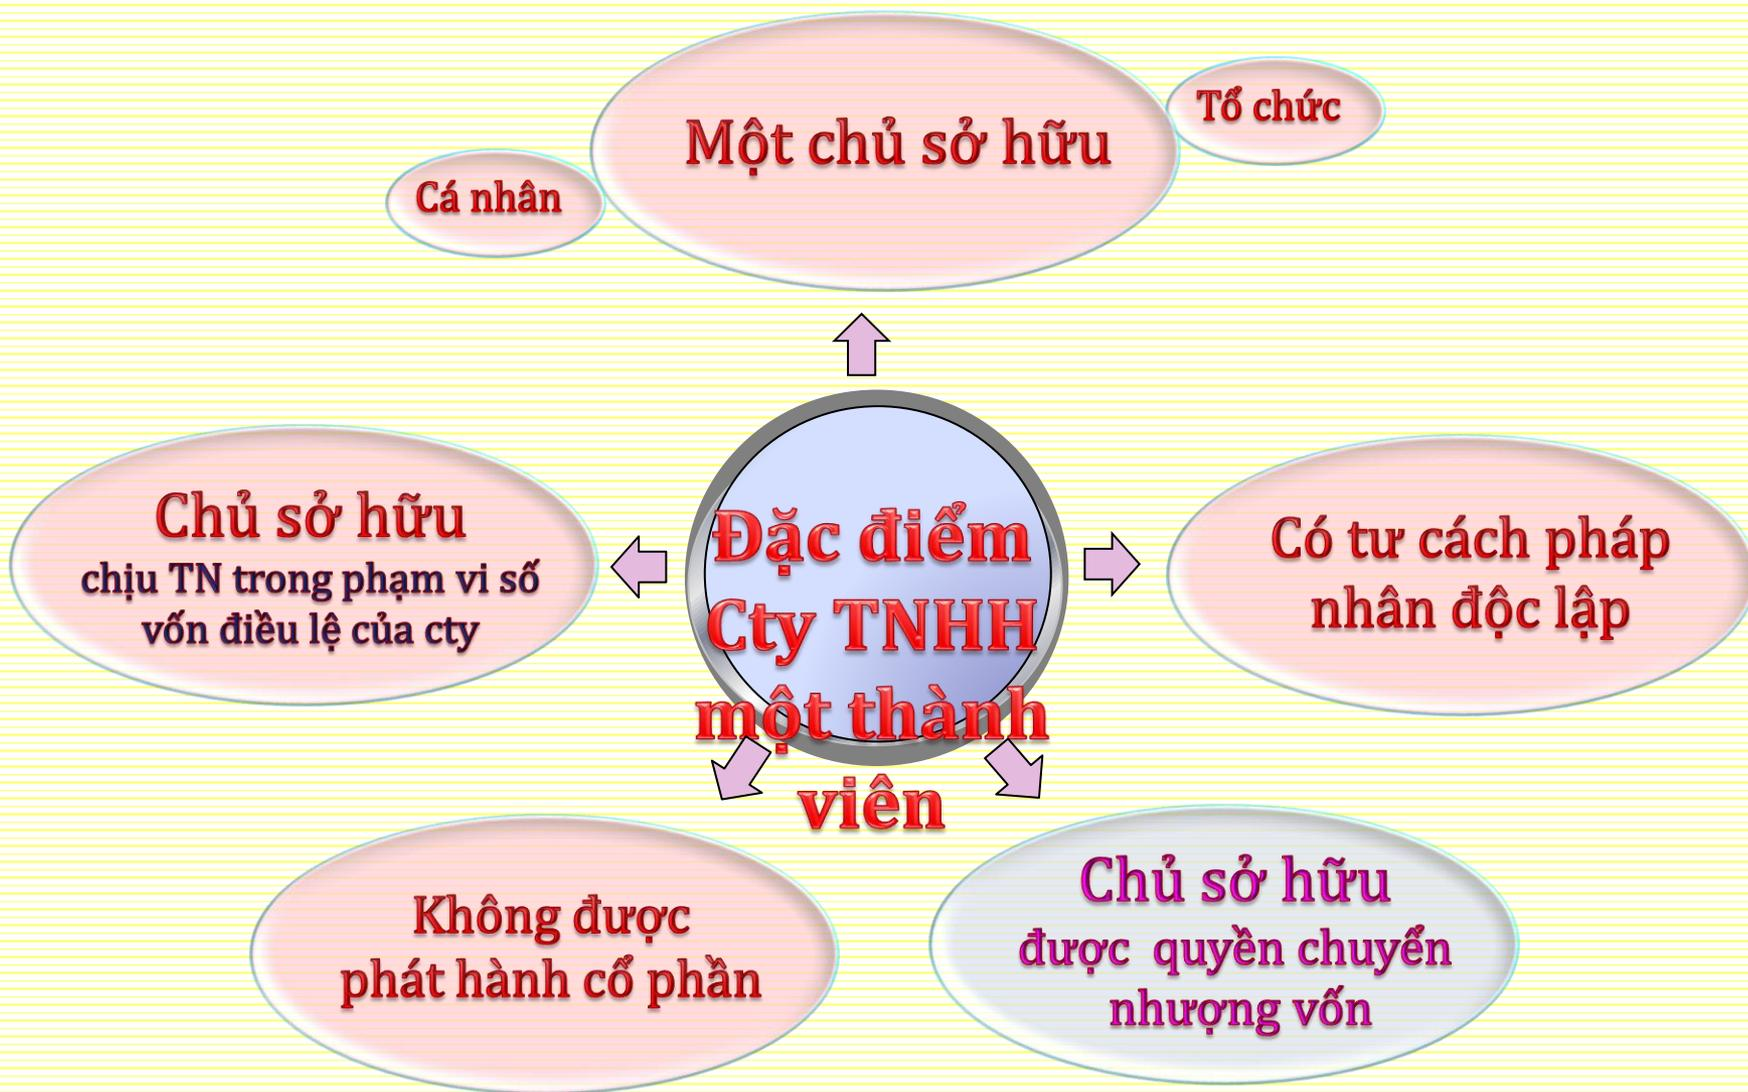 Một chủ sở hữu
Tổ chức
Cá nhân
Chủ sở hữu
chịu TN trong phạm vi số
vốn điều lệ của cty
Đặc điểm
Cty TNHH
một thành
viên
Có tư cách pháp
nhân độc lập
Không được
phát hành cổ phần
Chủ sở hữu
được  quyền chuyển
nhượng vốn